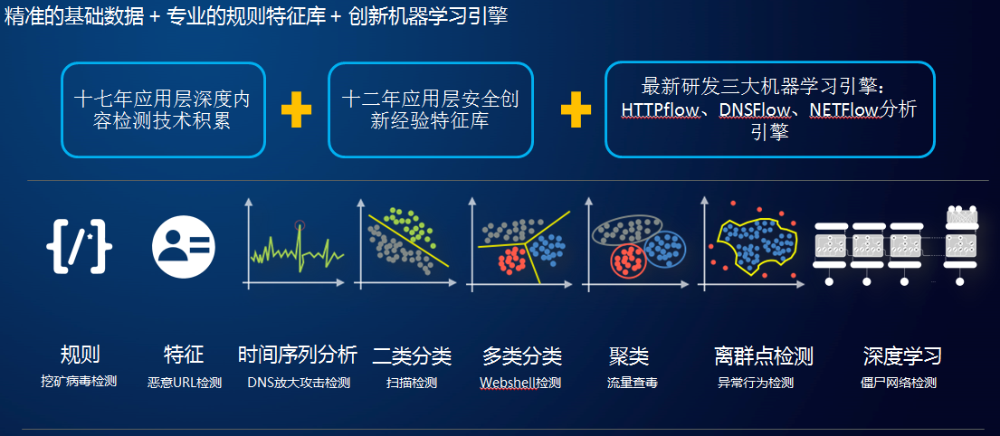 精准的基础数据 + 专业的规则特征库 + 创新机器学习引擎
十七年应用层深度内
容检测技术积累
十二年应用层安全创
新经验特征库
最新研发三大机器学习引擎：
HTTPflow、DNSFlow、NETFlow分析
引擎
规则
挖矿病毒检测
特征
恶意URL检测
时间序列分析
DNS放大攻击检测
二类分类
扫描检测
多类分类
Webshell检测
聚类
流量查毒
离群点检测
异常行为检测
深度学习
僵尸网络检测